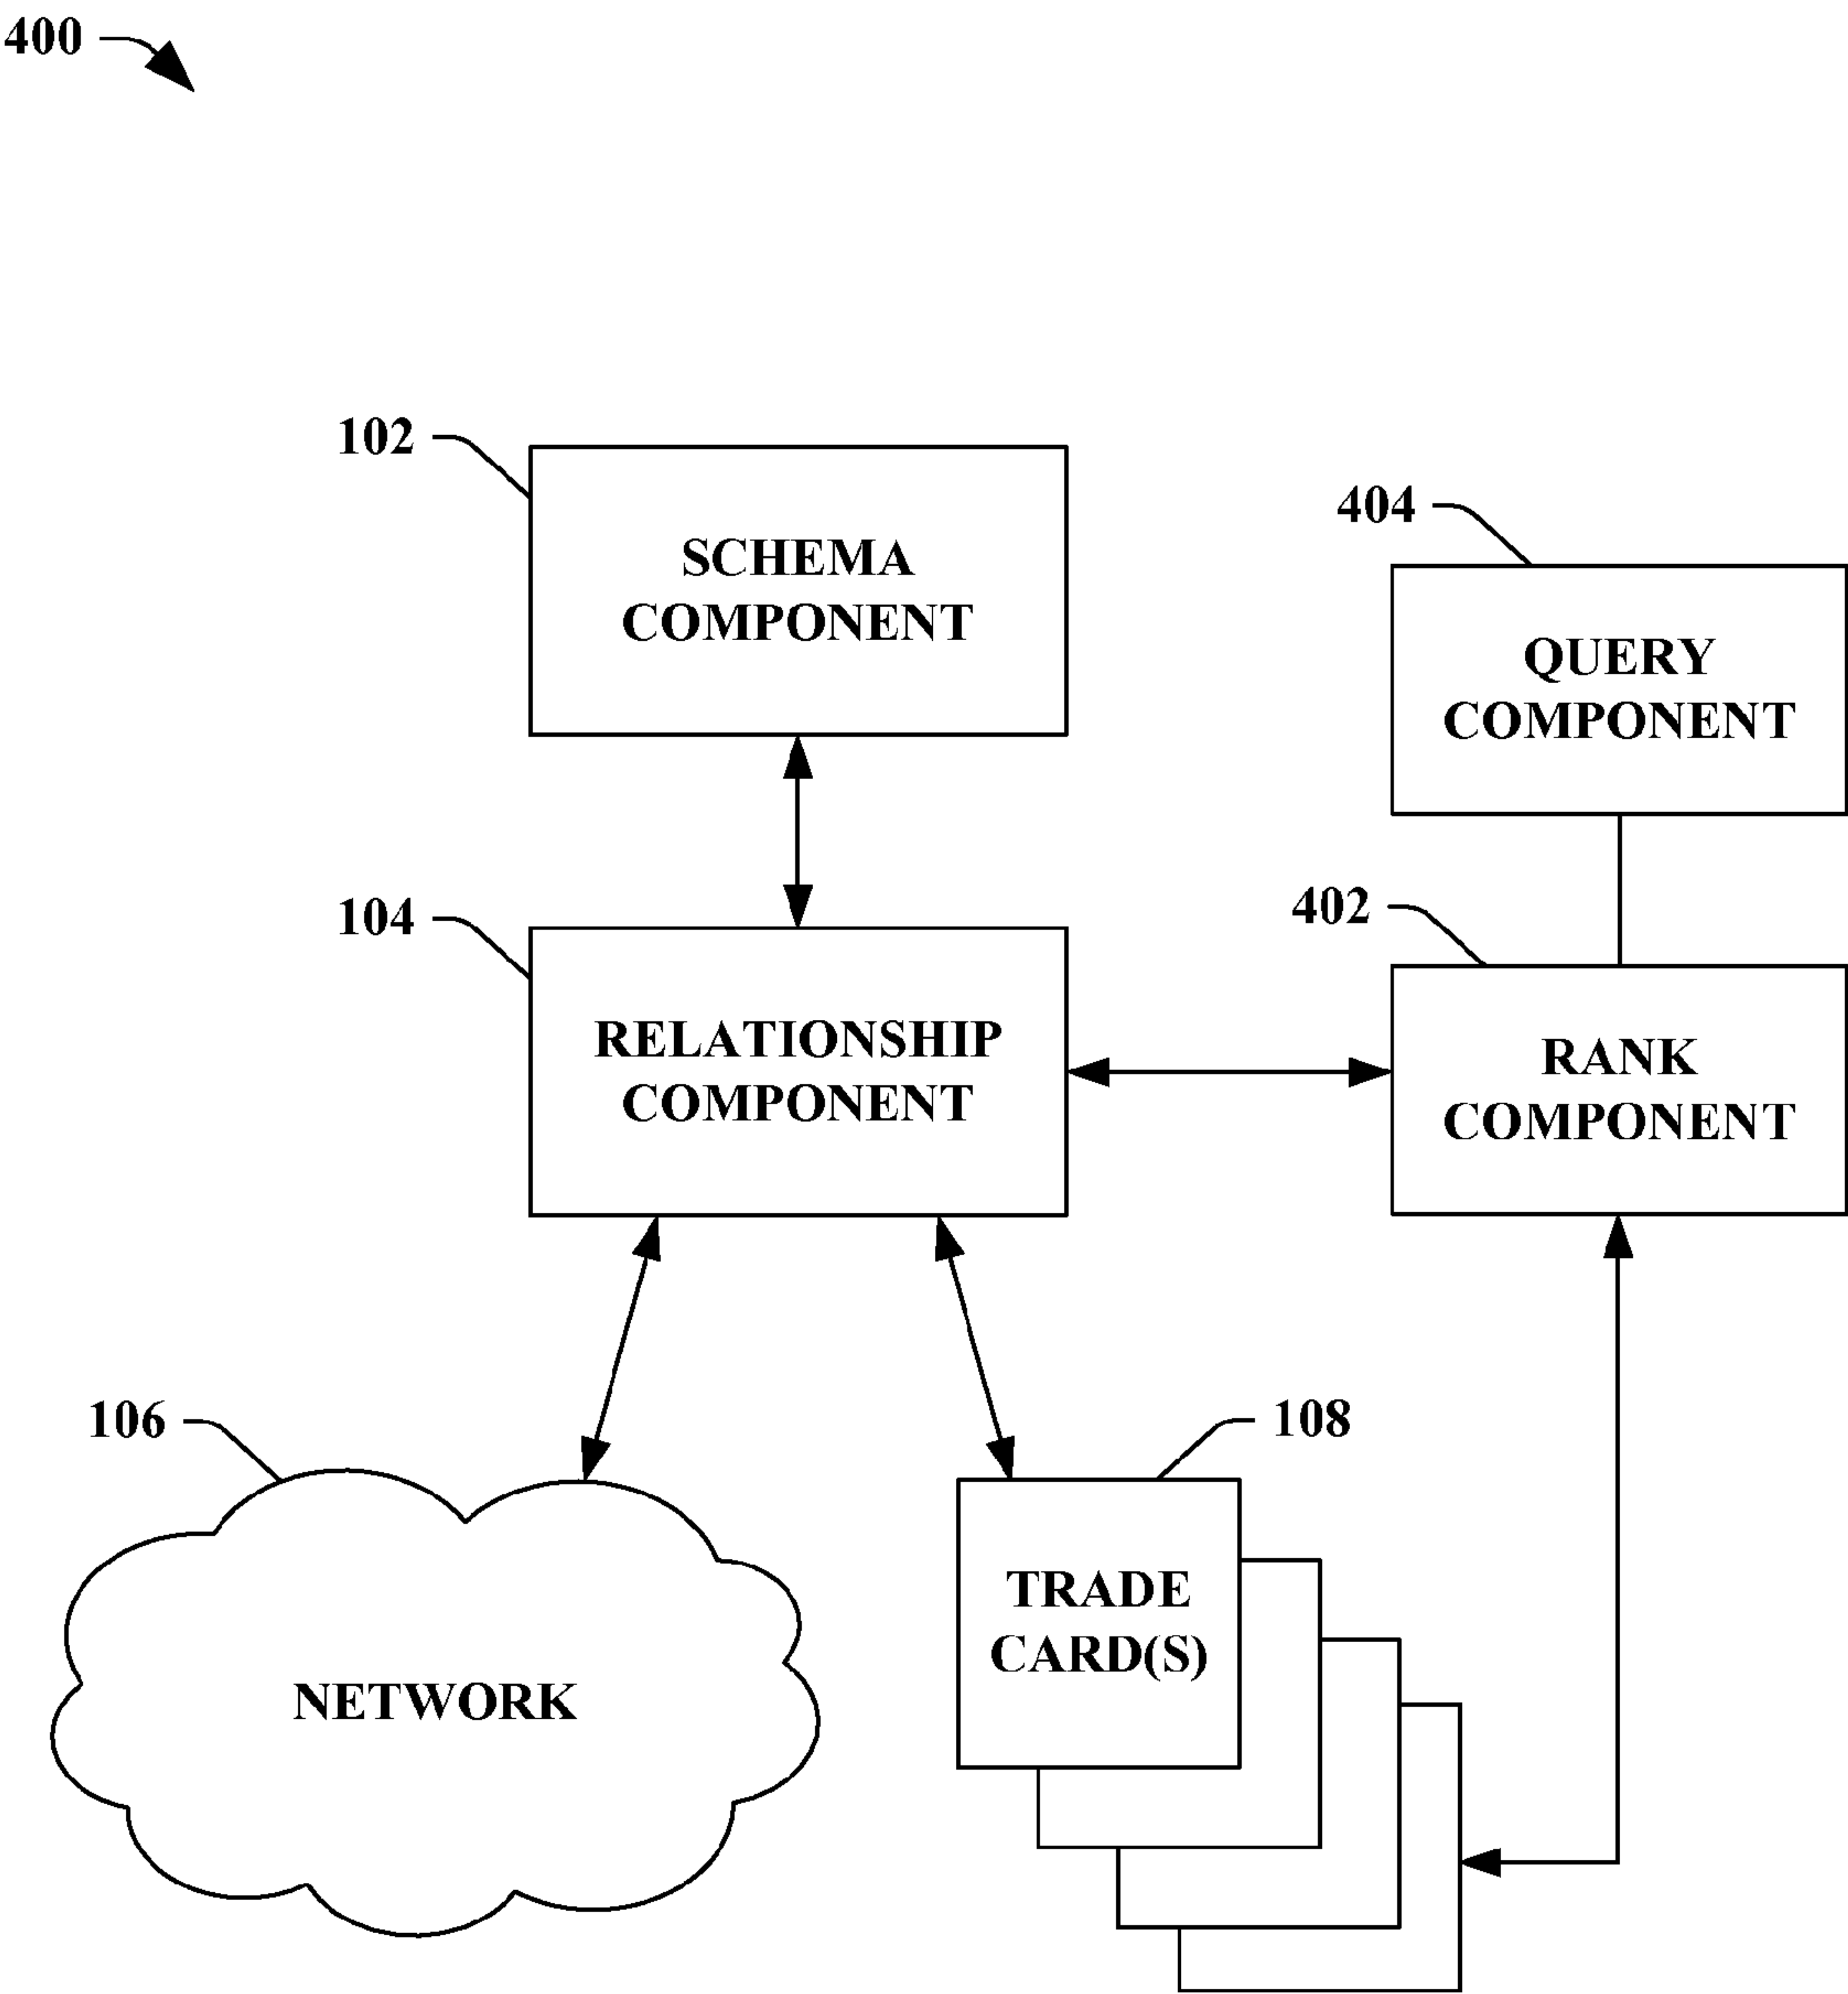 400
102
SCHEMA
COMPONENT
404
QUERY
COMPONENT
104
RELATIONSHIP
COMPONENT
402
RANK
COMPONENT
106
NETWORK
108
TRADE
CARD(S)